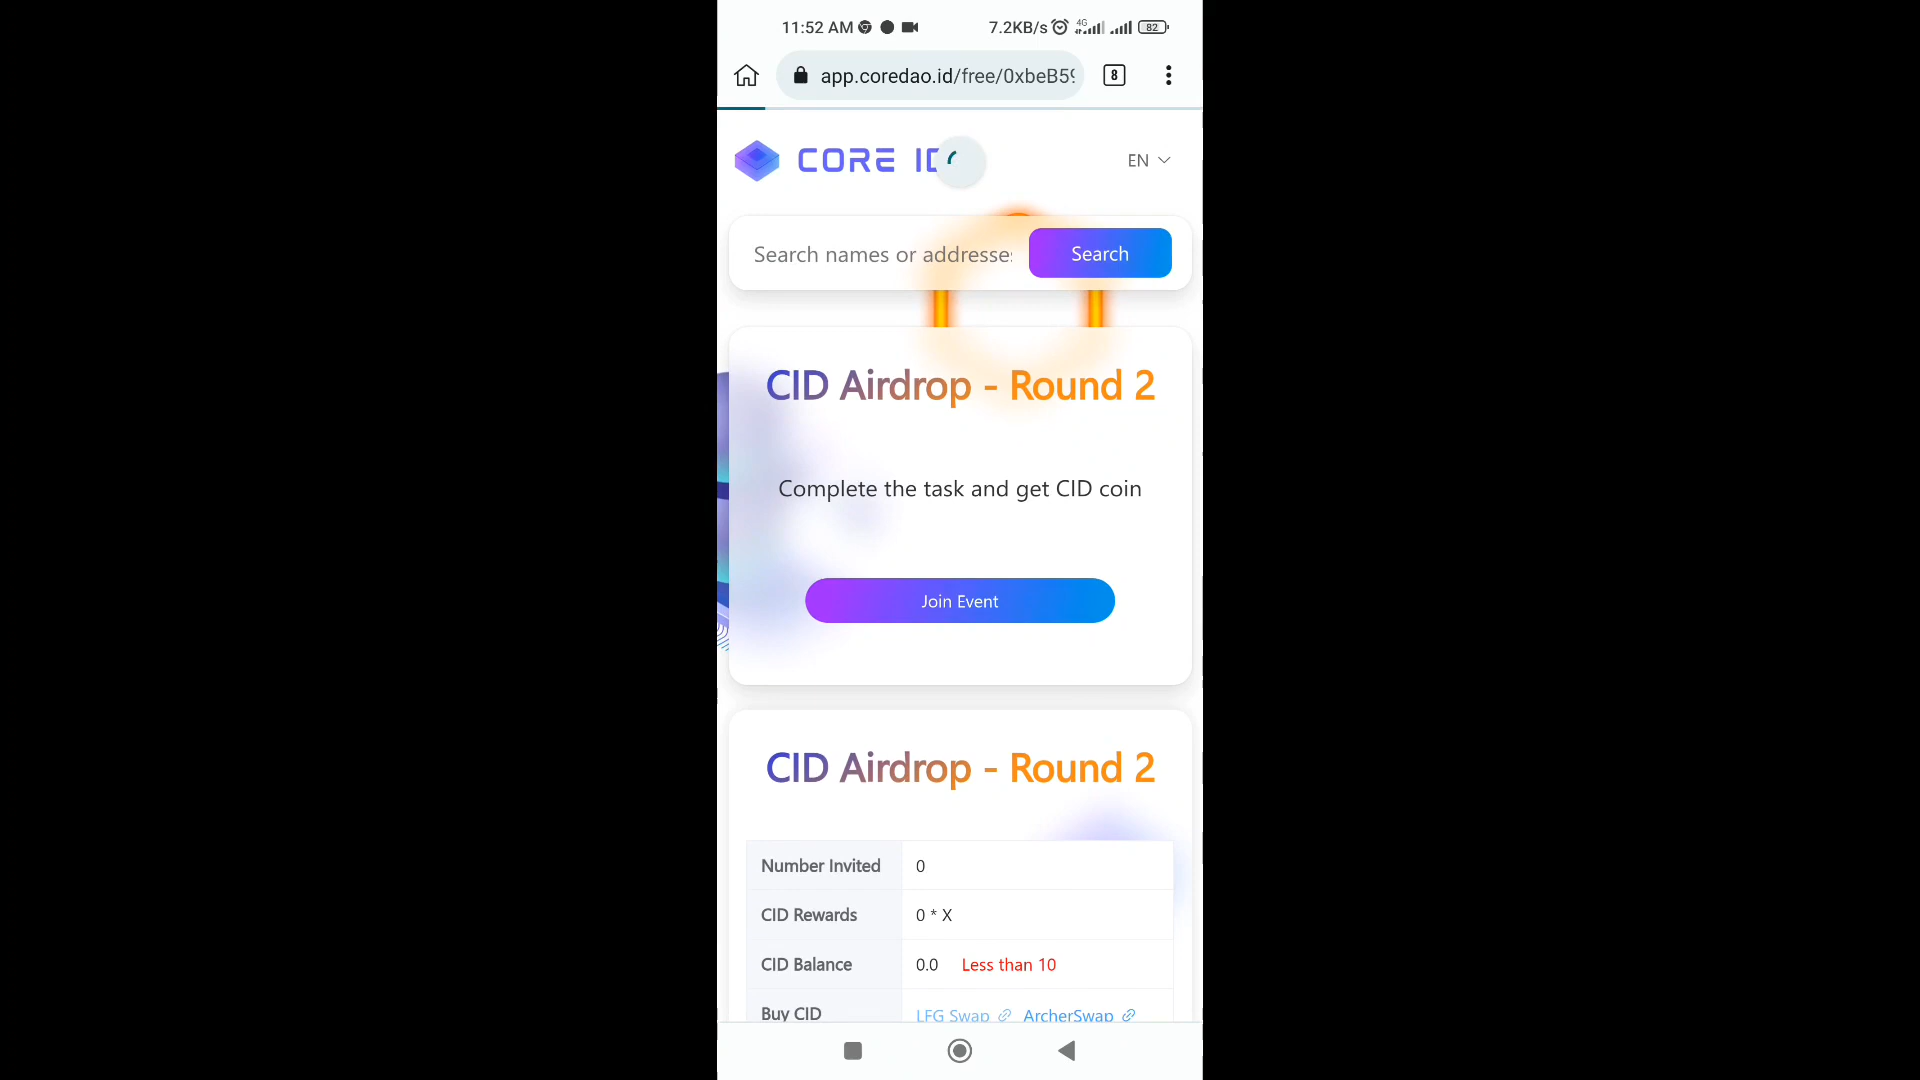 11:52 AM 7.2KB/s 4G 82
app.coredao.id/free/0xbeB59 8
CORE EN
Search names or addresses Search
CID Airdrop - Round 2
Complete the task and get CID coin
Join Event
CID Airdrop - Round 2
Number Invited 0
CID Rewards 0 * X
CID Balance 0.0 Less than 10
Buy CID LFG Swap ArcherSwap